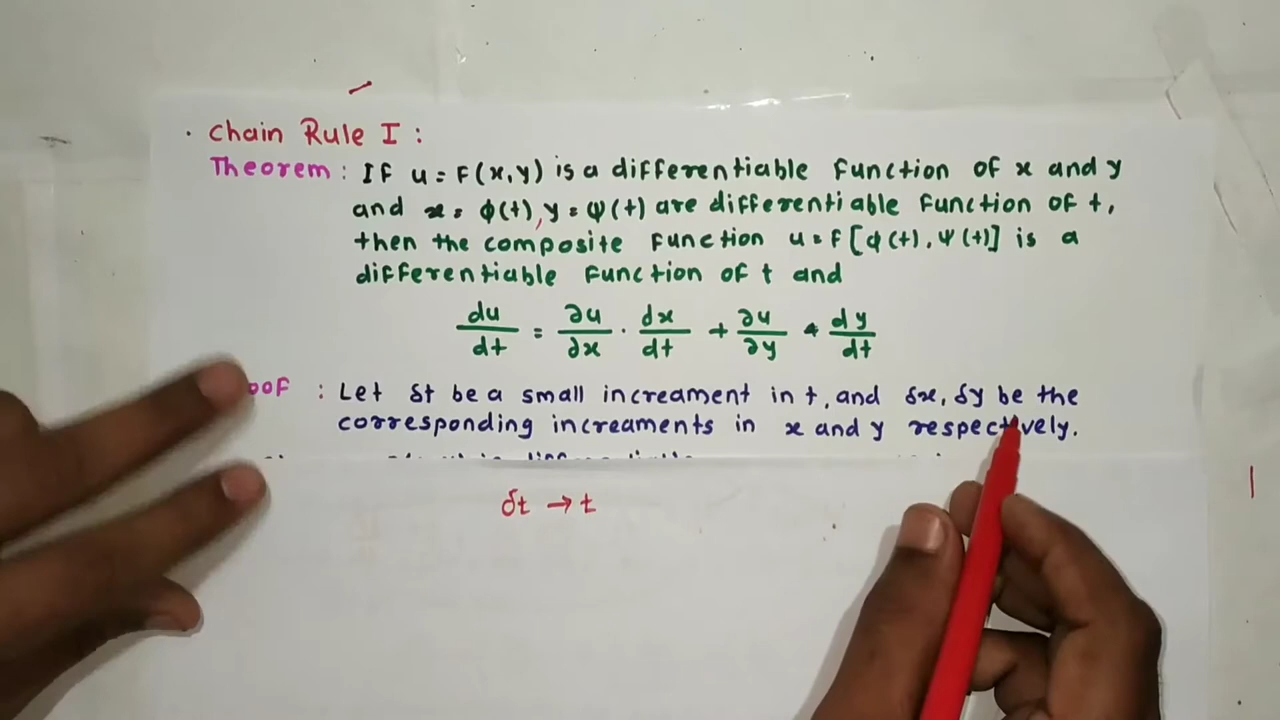 · Chain Rule I :
Theorem : If u = F(x,y) is a differentiable function of x and y
and x = φ(t), y = ψ(t) are differentiable function of t,
then the composite function u = F[φ(t), ψ(t)] is a
differentiable function of t and
du/dt = ∂u/∂x · dx/dt + ∂u/∂y · dy/dt
oof : Let δt be a small increament in t, and δx, δy be the
corresponding increaments in x and y respectively.
δt → t